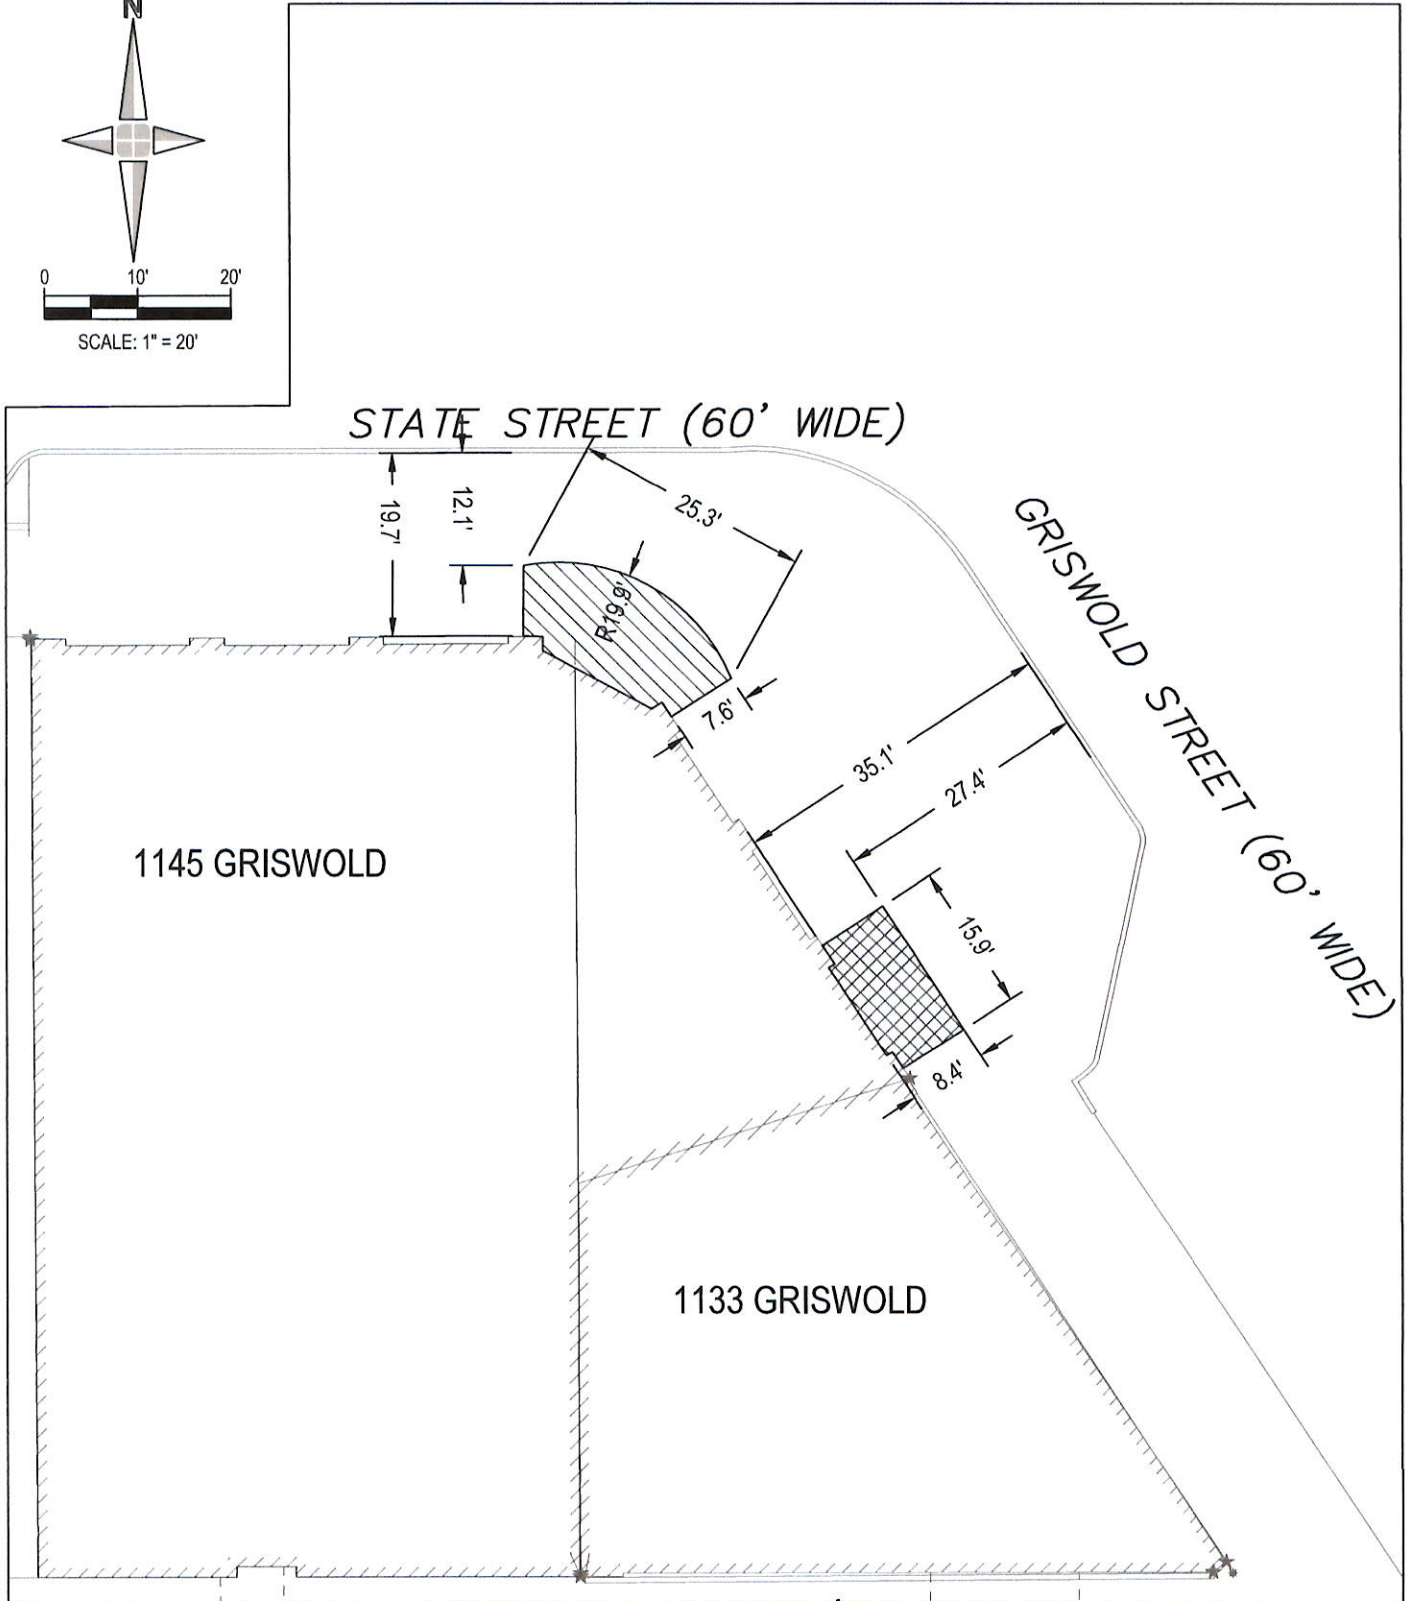 N
0 10' 20'
SCALE: 1" = 20'
STATE STREET (60' WIDE)
19.7'
12.1'
25.3'
R19.9'
7.6'
GRISWOLD STREET (60' WIDE)
35.1'
27.4'
15.9'
8.4'
1145 GRISWOLD
1133 GRISWOLD